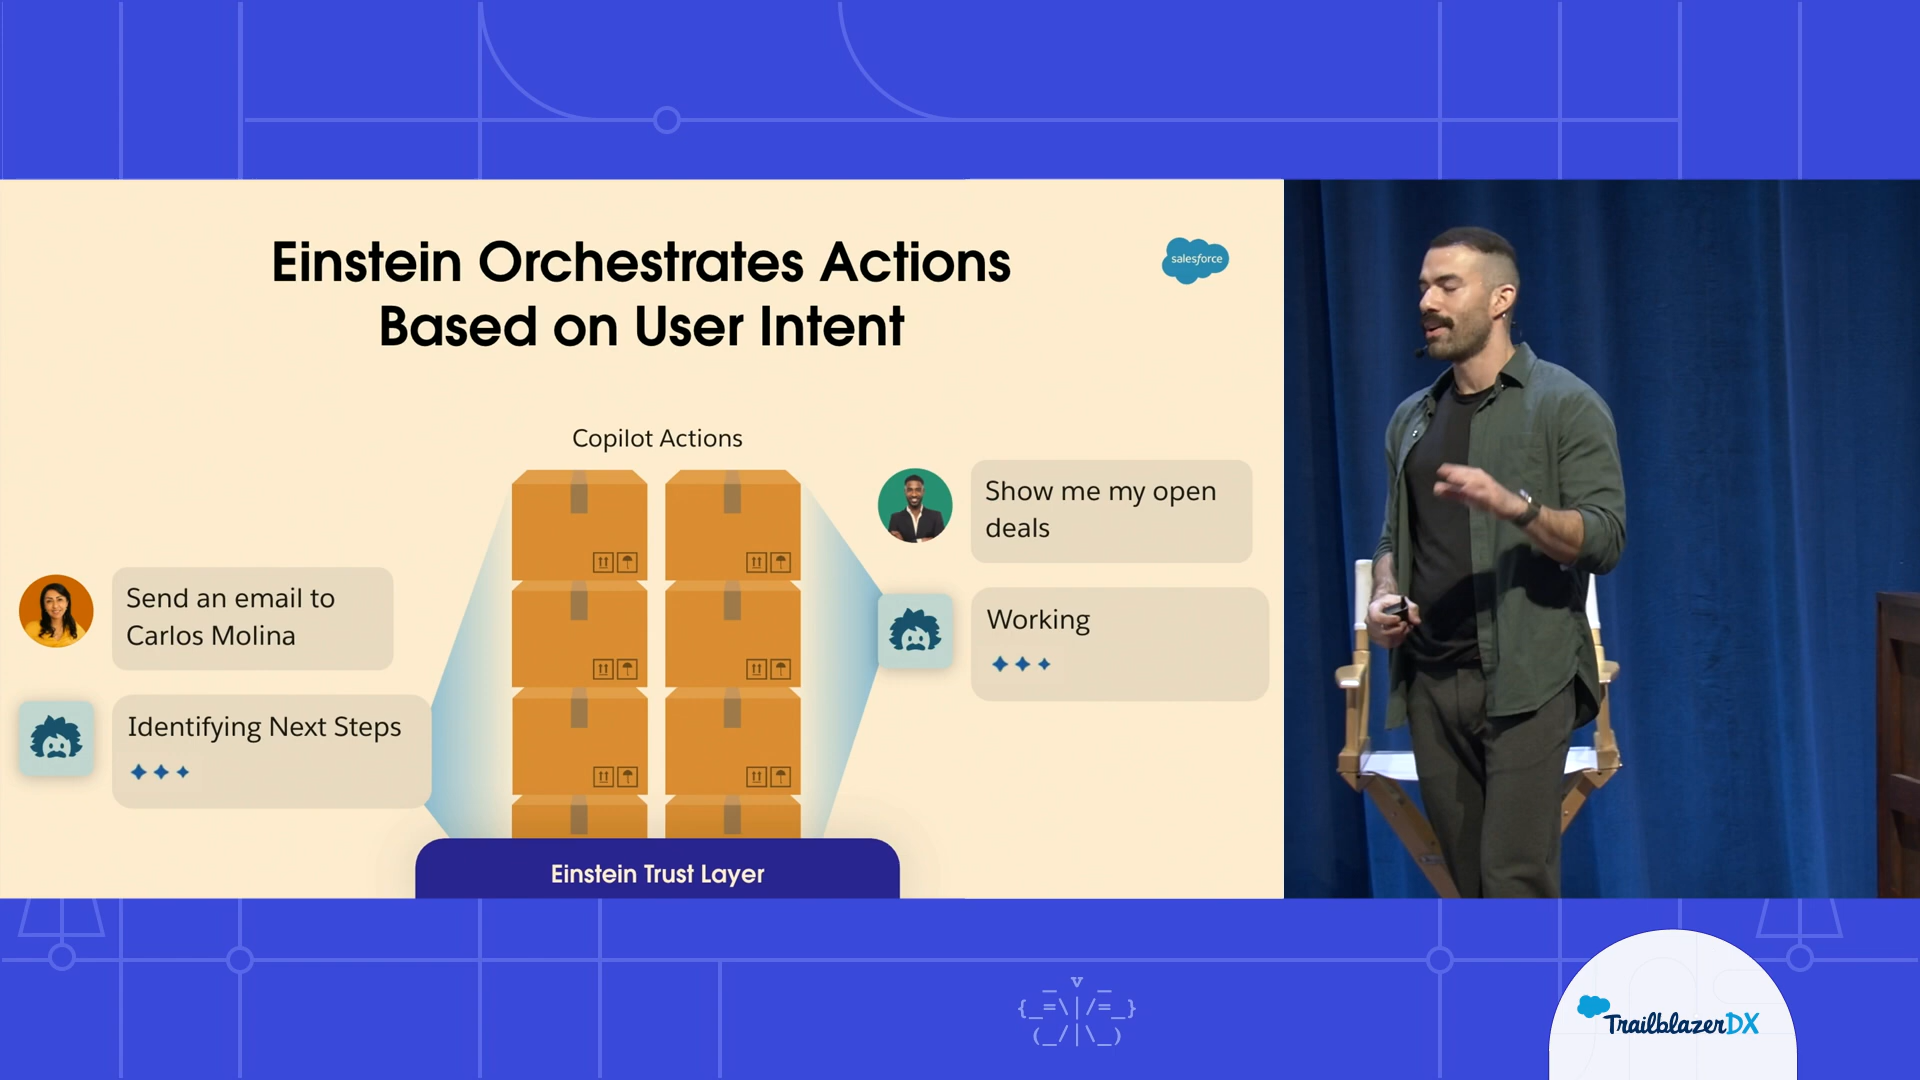 Einstein Orchestrates Actions
Based on User Intent
salesforce
Copilot Actions
Show me my open
deals
Working
Send an email to
Carlos Molina
Identifying Next Steps
Einstein Trust Layer
_ v _
{_=\|/=_}
(_/|\_)
TrailblazerDX